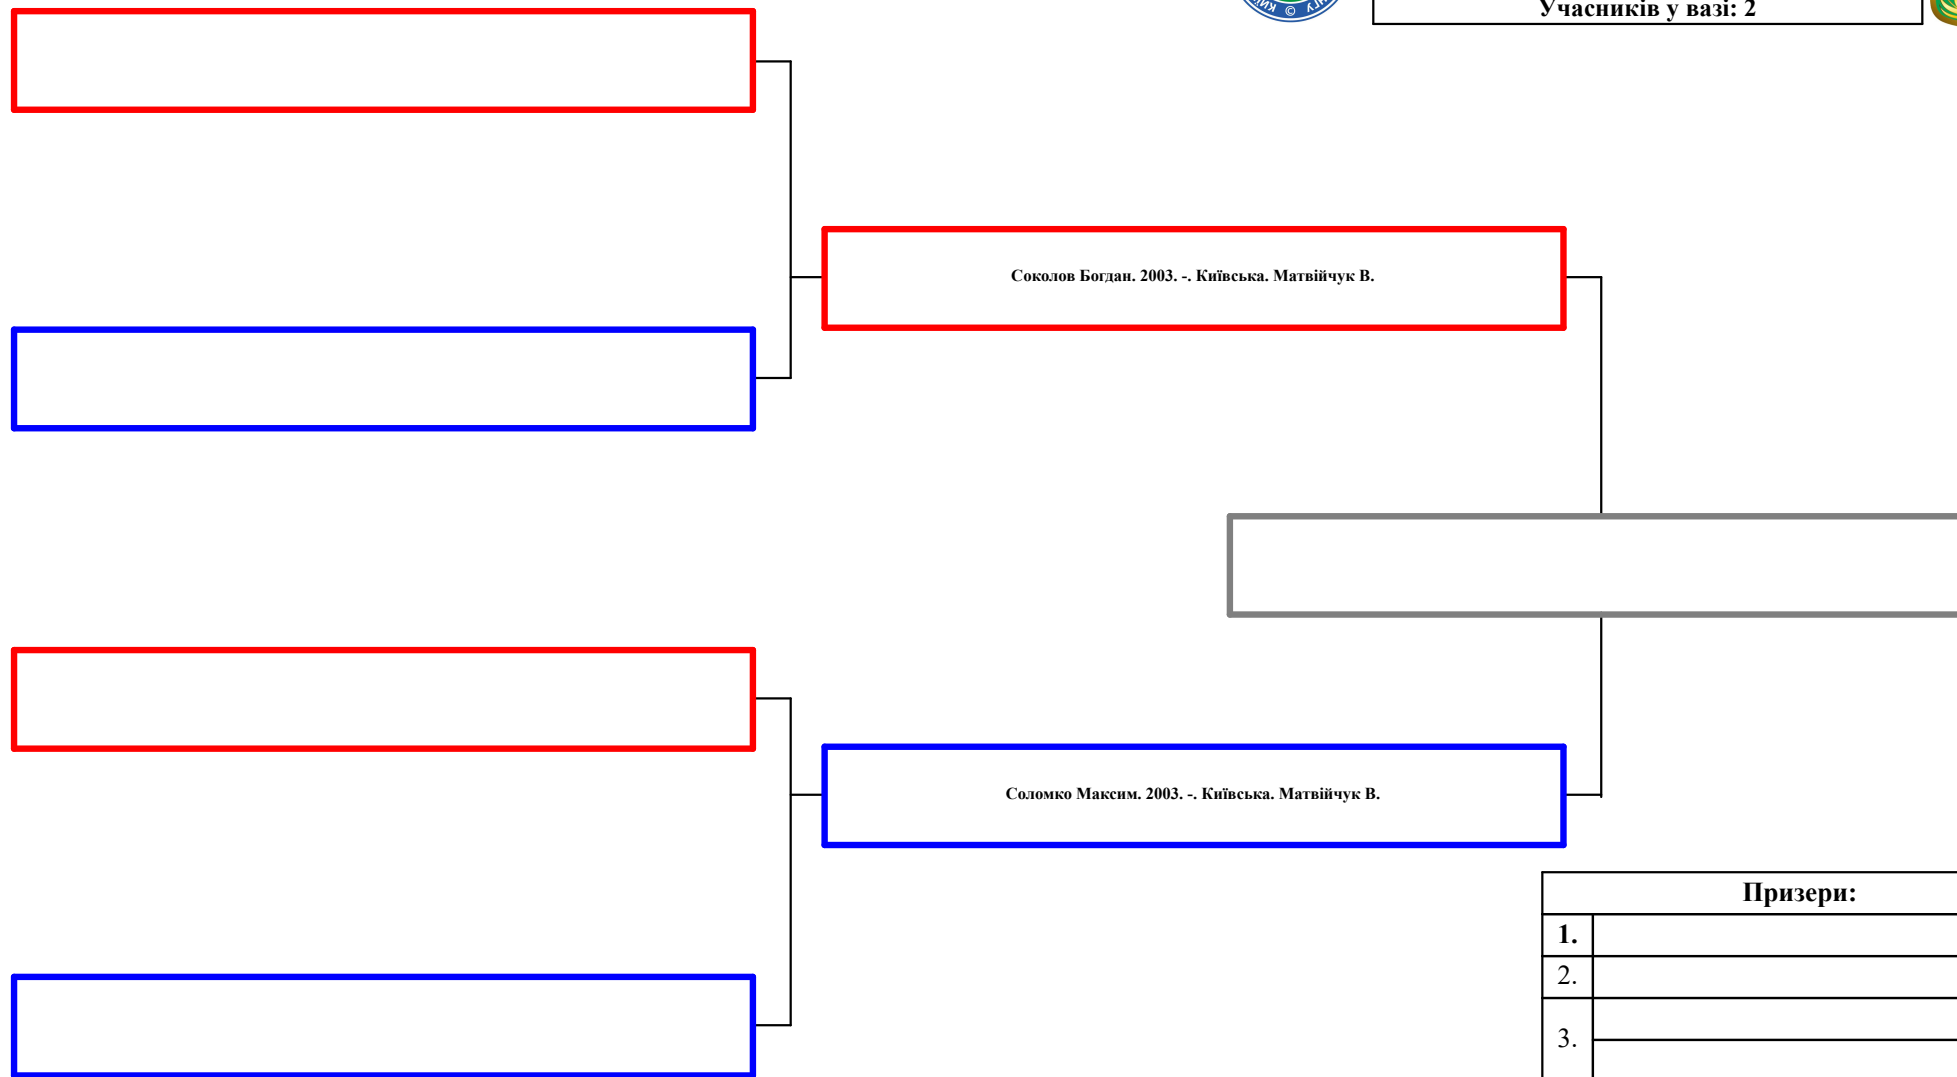 Учасників у вазі: 2
Соколов Богдан. 2003. -. Київська. Матвійчук В.
Соломко Максим. 2003. -. Київська. Матвійчук В.
Призери:
1.
2.
3.